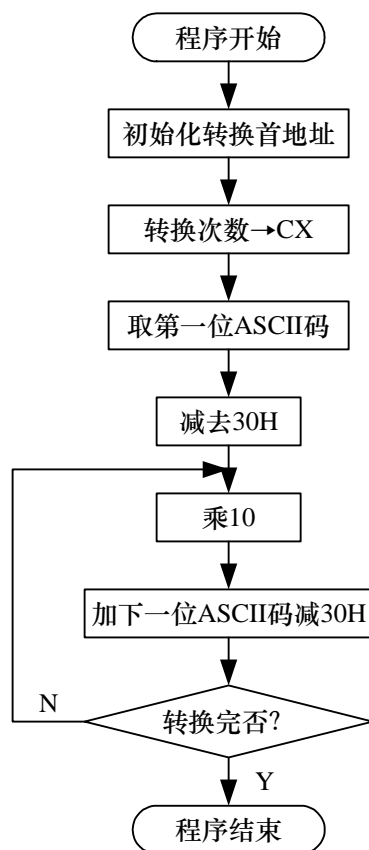 程序开始
初始化转换首地址
转换次数→CX
取第一位ASCII码
减去30H
乘10
加下一位ASCII码减30H
N
转换完否?
Y
程序结束